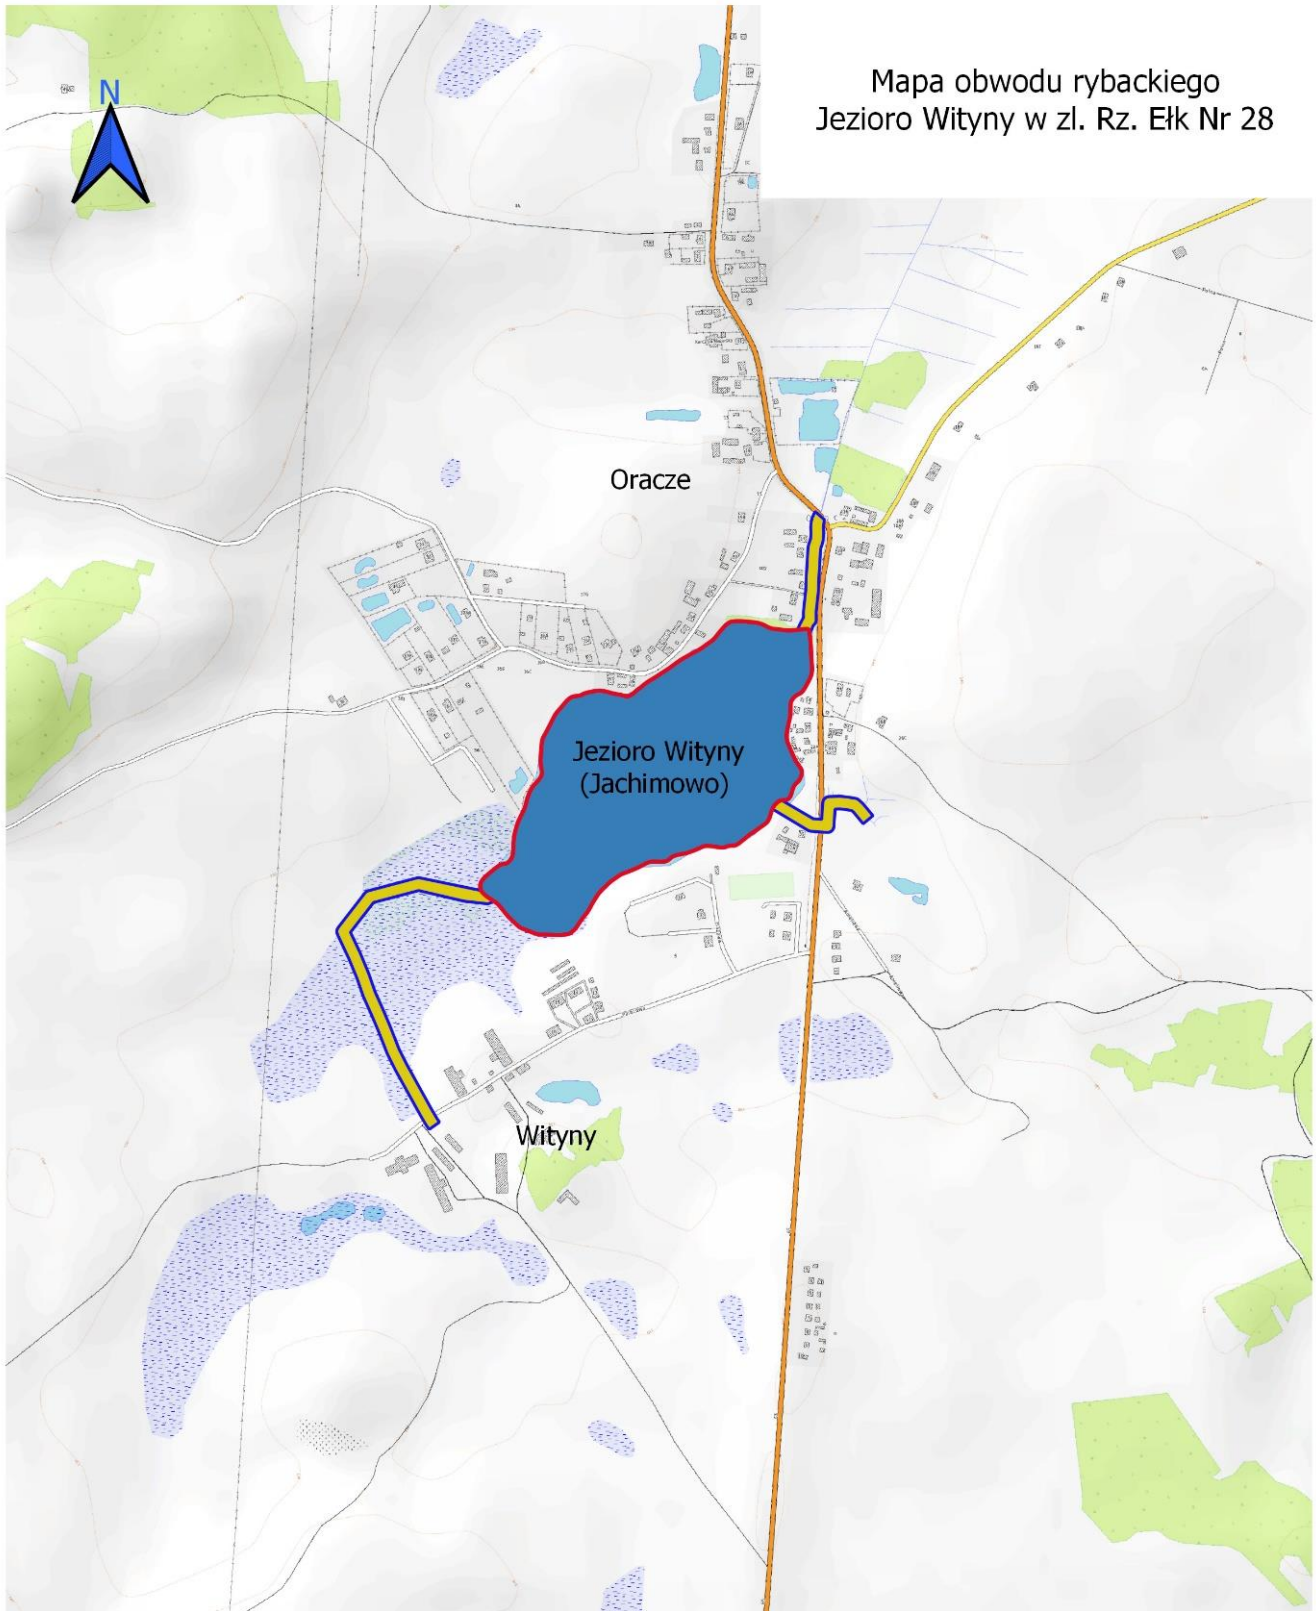 Mapa obwodu rybackiego
Jezioro Wityny w zl. Rz. Ełk Nr 28
N
Oracze
Jezioro Wityny
(Jachimowo)
Wityny